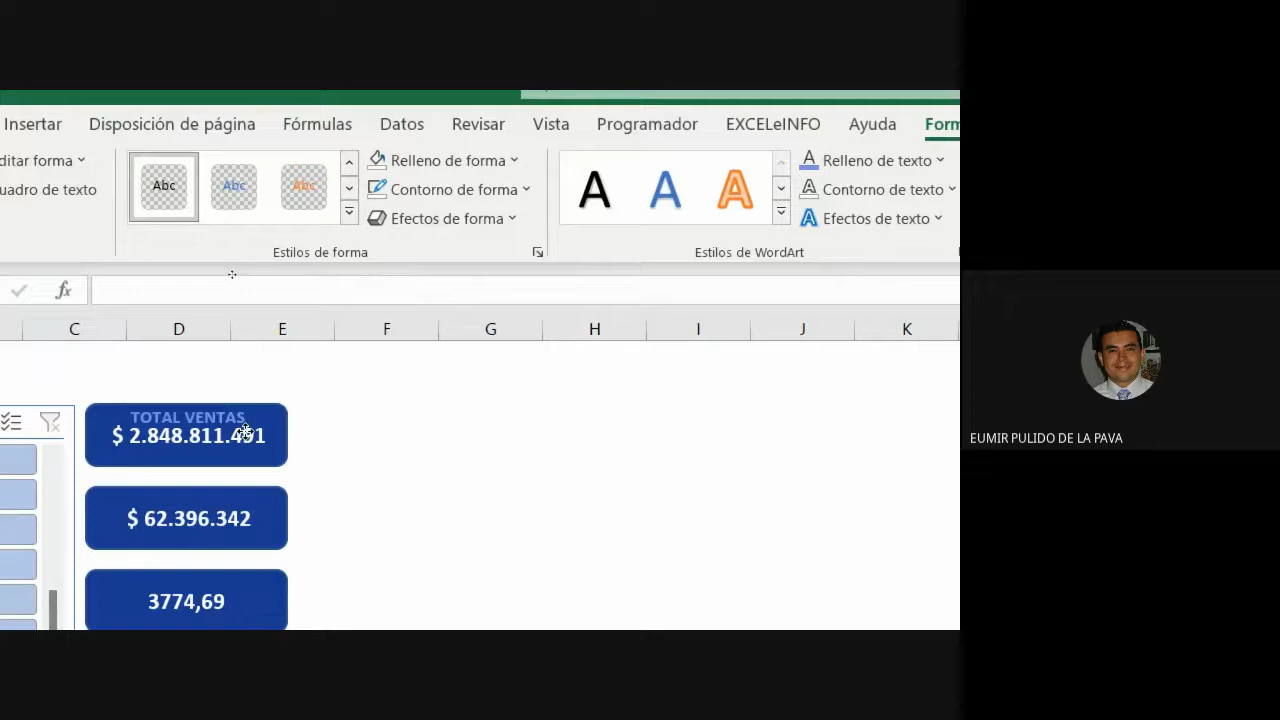 Insertar Disposición de página Fórmulas Datos Revisar Vista Programador EXCELeINFO Ayuda Form
ditar forma
uadro de texto
Abc Abc Abc
Relleno de forma
Contorno de forma
Efectos de forma
Estilos de forma
A A A
Relleno de texto
Contorno de texto
Efectos de texto
Estilos de WordArt
fx
C D E F G H I J K
TOTAL VENTAS
$ 2.848.811.491
$ 62.396.342
3774,69
EUMIR PULIDO DE LA PAVA